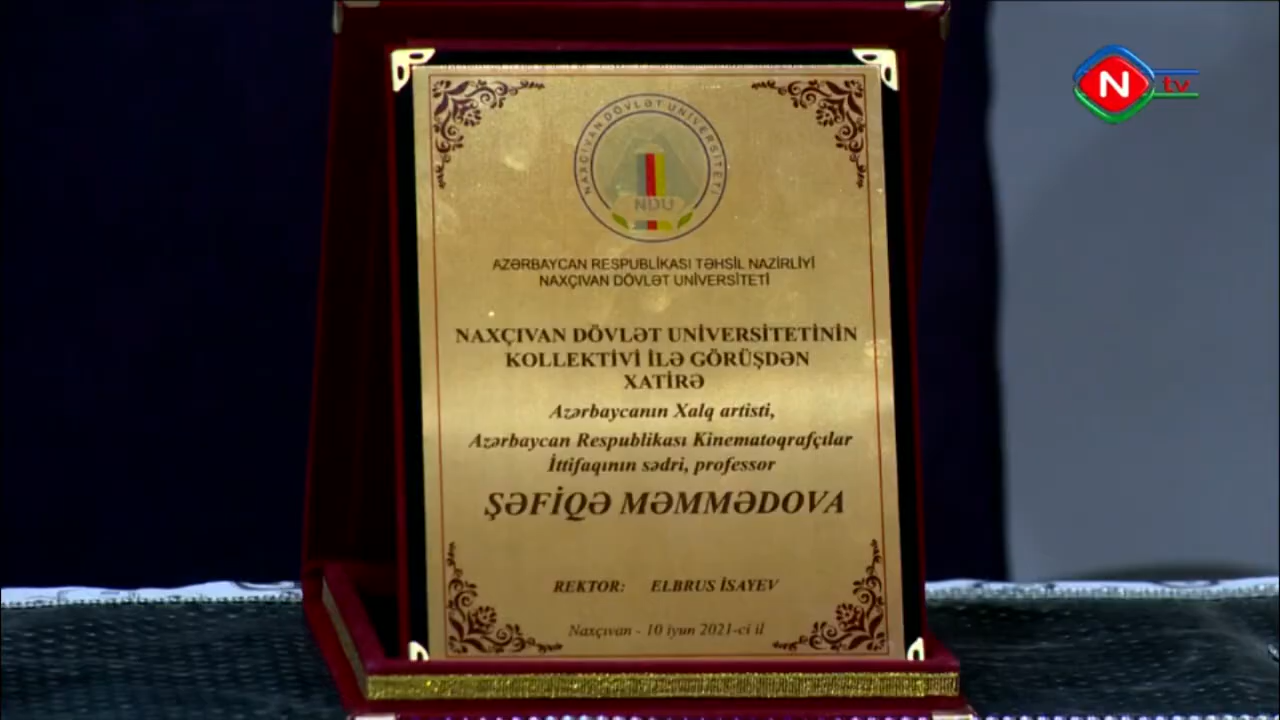 N tv
NAXÇIVAN DÖVLƏT UNİVERSİTETİ
NDU
AZƏRBAYCAN RESPUBLİKASI TƏHSİL NAZİRLİYİ
NAXÇIVAN DÖVLƏT UNİVERSİTETİ
NAXÇIVAN DÖVLƏT UNİVERSİTETİNİN
KOLLEKTİVİ İLƏ GÖRÜŞDƏN
XATİRƏ
Azərbaycanın Xalq artisti,
Azərbaycan Respublikası Kinematoqrafçılar
İttifaqının sədri, professor
ŞƏFİQƏ MƏMMƏDOVA
REKTOR: ELBRUS İSAYEV
Naxçıvan - 10 iyun 2021-ci il